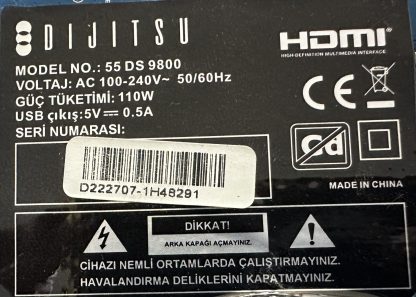 DIJITSU
HDMI
HIGH-DEFINITION MULTIMEDIA INTERFACE
MODEL NO.: 55 DS 9800
VOLTAJ: AC 100-240V~ 50/60Hz
GÜÇ TÜKETİMİ: 110W
USB çıkış:5V⎓ 0.5A
SERİ NUMARASI:
CE
Cd
D222707-1H48291
MADE IN CHINA
DİKKAT!
ARKA KAPAĞI AÇMAYINIZ.
CİHAZI NEMLİ ORTAMLARDA ÇALIŞTIRMAYINIZ.
HAVALANDIRMA DELİKLERİNİ KAPATMAYINIZ.